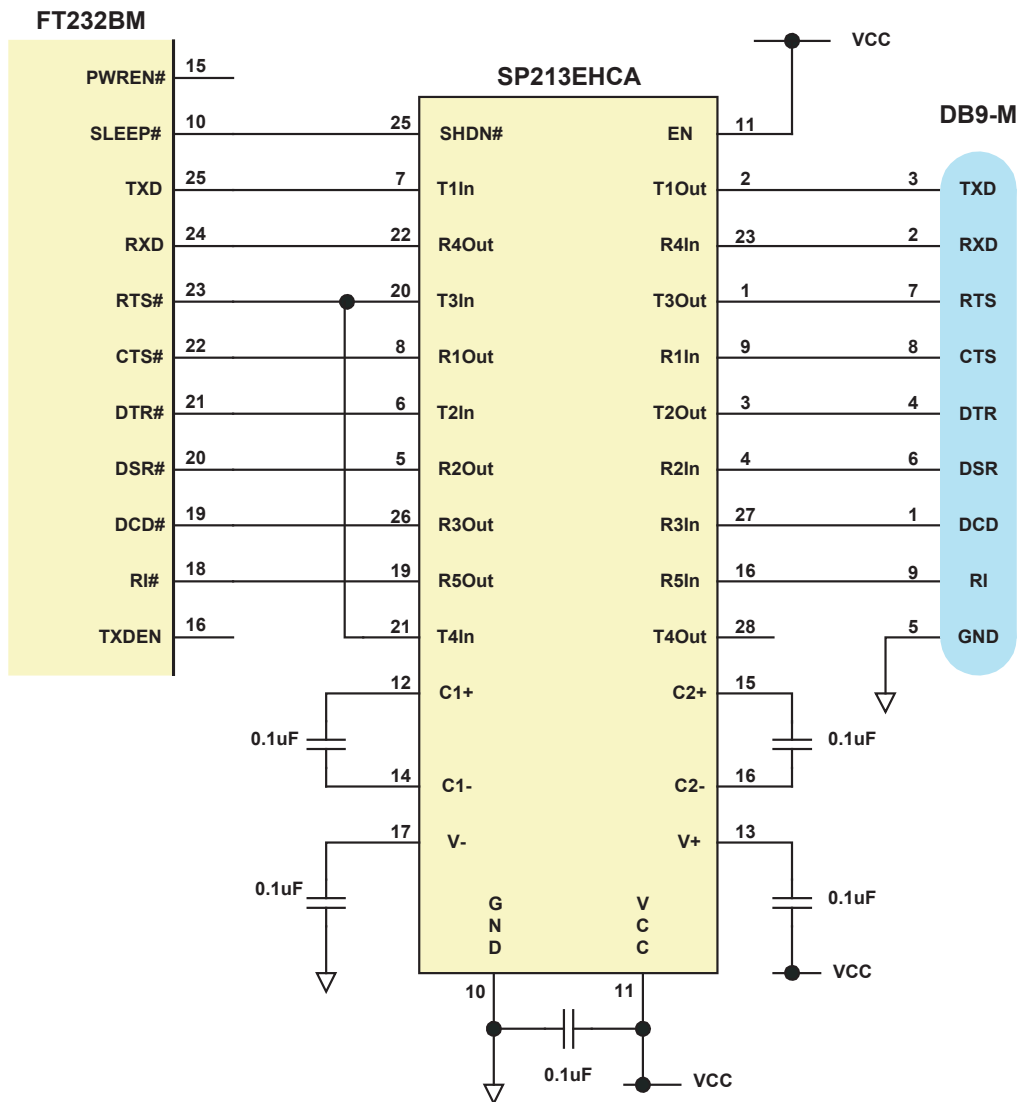 FT232BM
SP213EHCA
DB9-M
VCC
PWREN# 15
SLEEP# 10 25 SHDN# EN 11
TXD 25 7 T1In T1Out 2 3 TXD
RXD 24 22 R4Out R4In 23 2 RXD
RTS# 23 20 T3In T3Out 1 7 RTS
CTS# 22 8 R1Out R1In 9 8 CTS
DTR# 21 6 T2In T2Out 3 4 DTR
DSR# 20 5 R2Out R2In 4 6 DSR
DCD# 19 26 R3Out R3In 27 1 DCD
RI# 18 19 R5Out R5In 16 9 RI
TXDEN 16 21 T4In T4Out 28 5 GND
12 C1+ C2+ 15
0.1uF 0.1uF
14 C1- C2- 16
17 V- V+ 13
0.1uF 0.1uF
GND VCC
VCC
10 11
0.1uF VCC